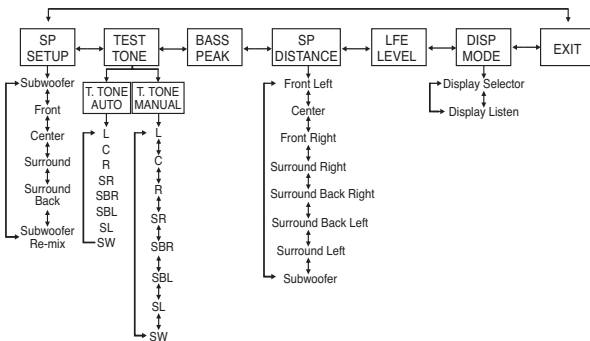 SP SETUP
TEST TONE
BASS PEAK
SP DISTANCE
LFE LEVEL
DISP MODE
EXIT
Subwoofer
Front
Center
Surround
Surround
Back
Subwoofer
Re-mix
T. TONE
AUTO
L
C
R
SR
SBR
SBL
SL
SW
T. TONE
MANUAL
L
C
R
SR
SBR
SBL
SL
SW
Front Left
Center
Front Right
Surround Right
Surround Back Right
Surround Back Left
Surround Left
Subwoofer
Display Selector
Display Listen